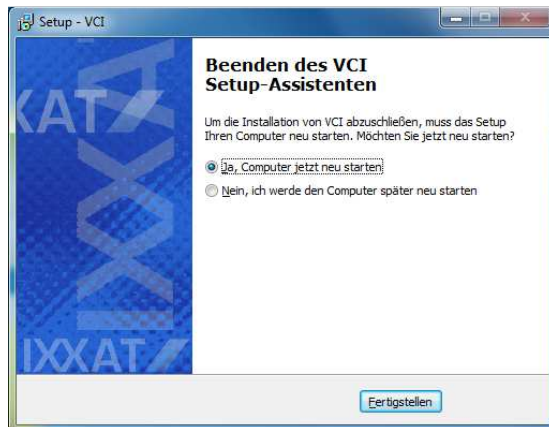 Setup - VCI
Beenden des VCI
Setup-Assistenten
Um die Installation von VCI abzuschließen, muss das Setup
Ihren Computer neu starten. Möchten Sie jetzt neu starten?
Ja, Computer jetzt neu starten
Nein, ich werde den Computer später neu starten
IXXAT
IXXA
IXXAT
Fertigstellen